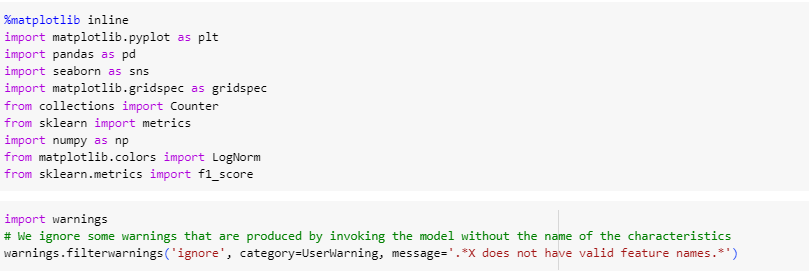 %matplotlib inline
import matplotlib.pyplot as plt
import pandas as pd
import seaborn as sns
import matplotlib.gridspec as gridspec
from collections import Counter
from sklearn import metrics
import numpy as np
from matplotlib.colors import LogNorm
from sklearn.metrics import f1_score
import warnings
# We ignore some warnings that are produced by invoking the model without the name of the characteristics
warnings.filterwarnings('ignore', category=UserWarning, message='.*X does not have valid feature names.*')